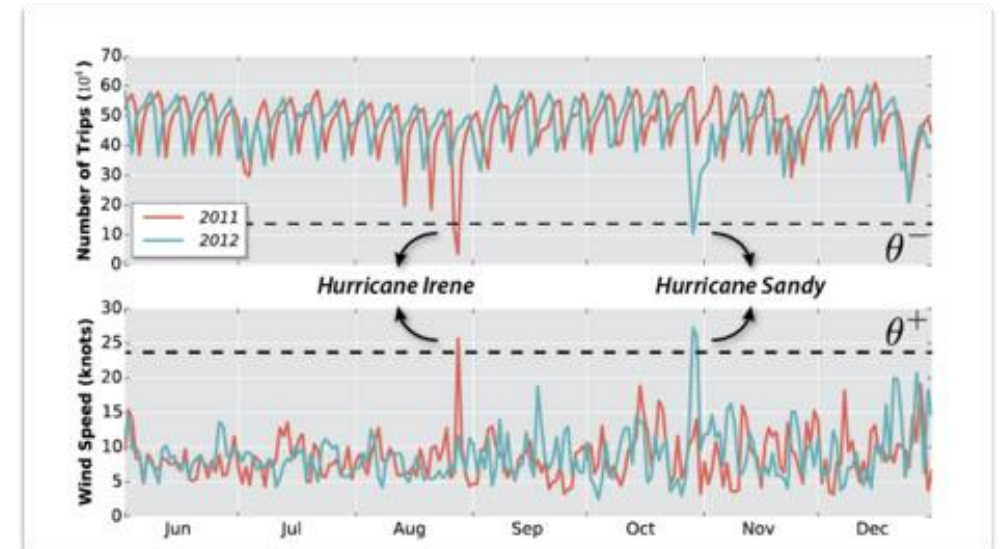 Number of Trips (10⁴)
70
60
50
40
30
20
10
0
2011
2012
θ⁻
Hurricane Irene
Hurricane Sandy
Wind Speed (knots)
30
25
20
15
10
5
0
θ⁺
Jun Jul Aug Sep Oct Nov Dec